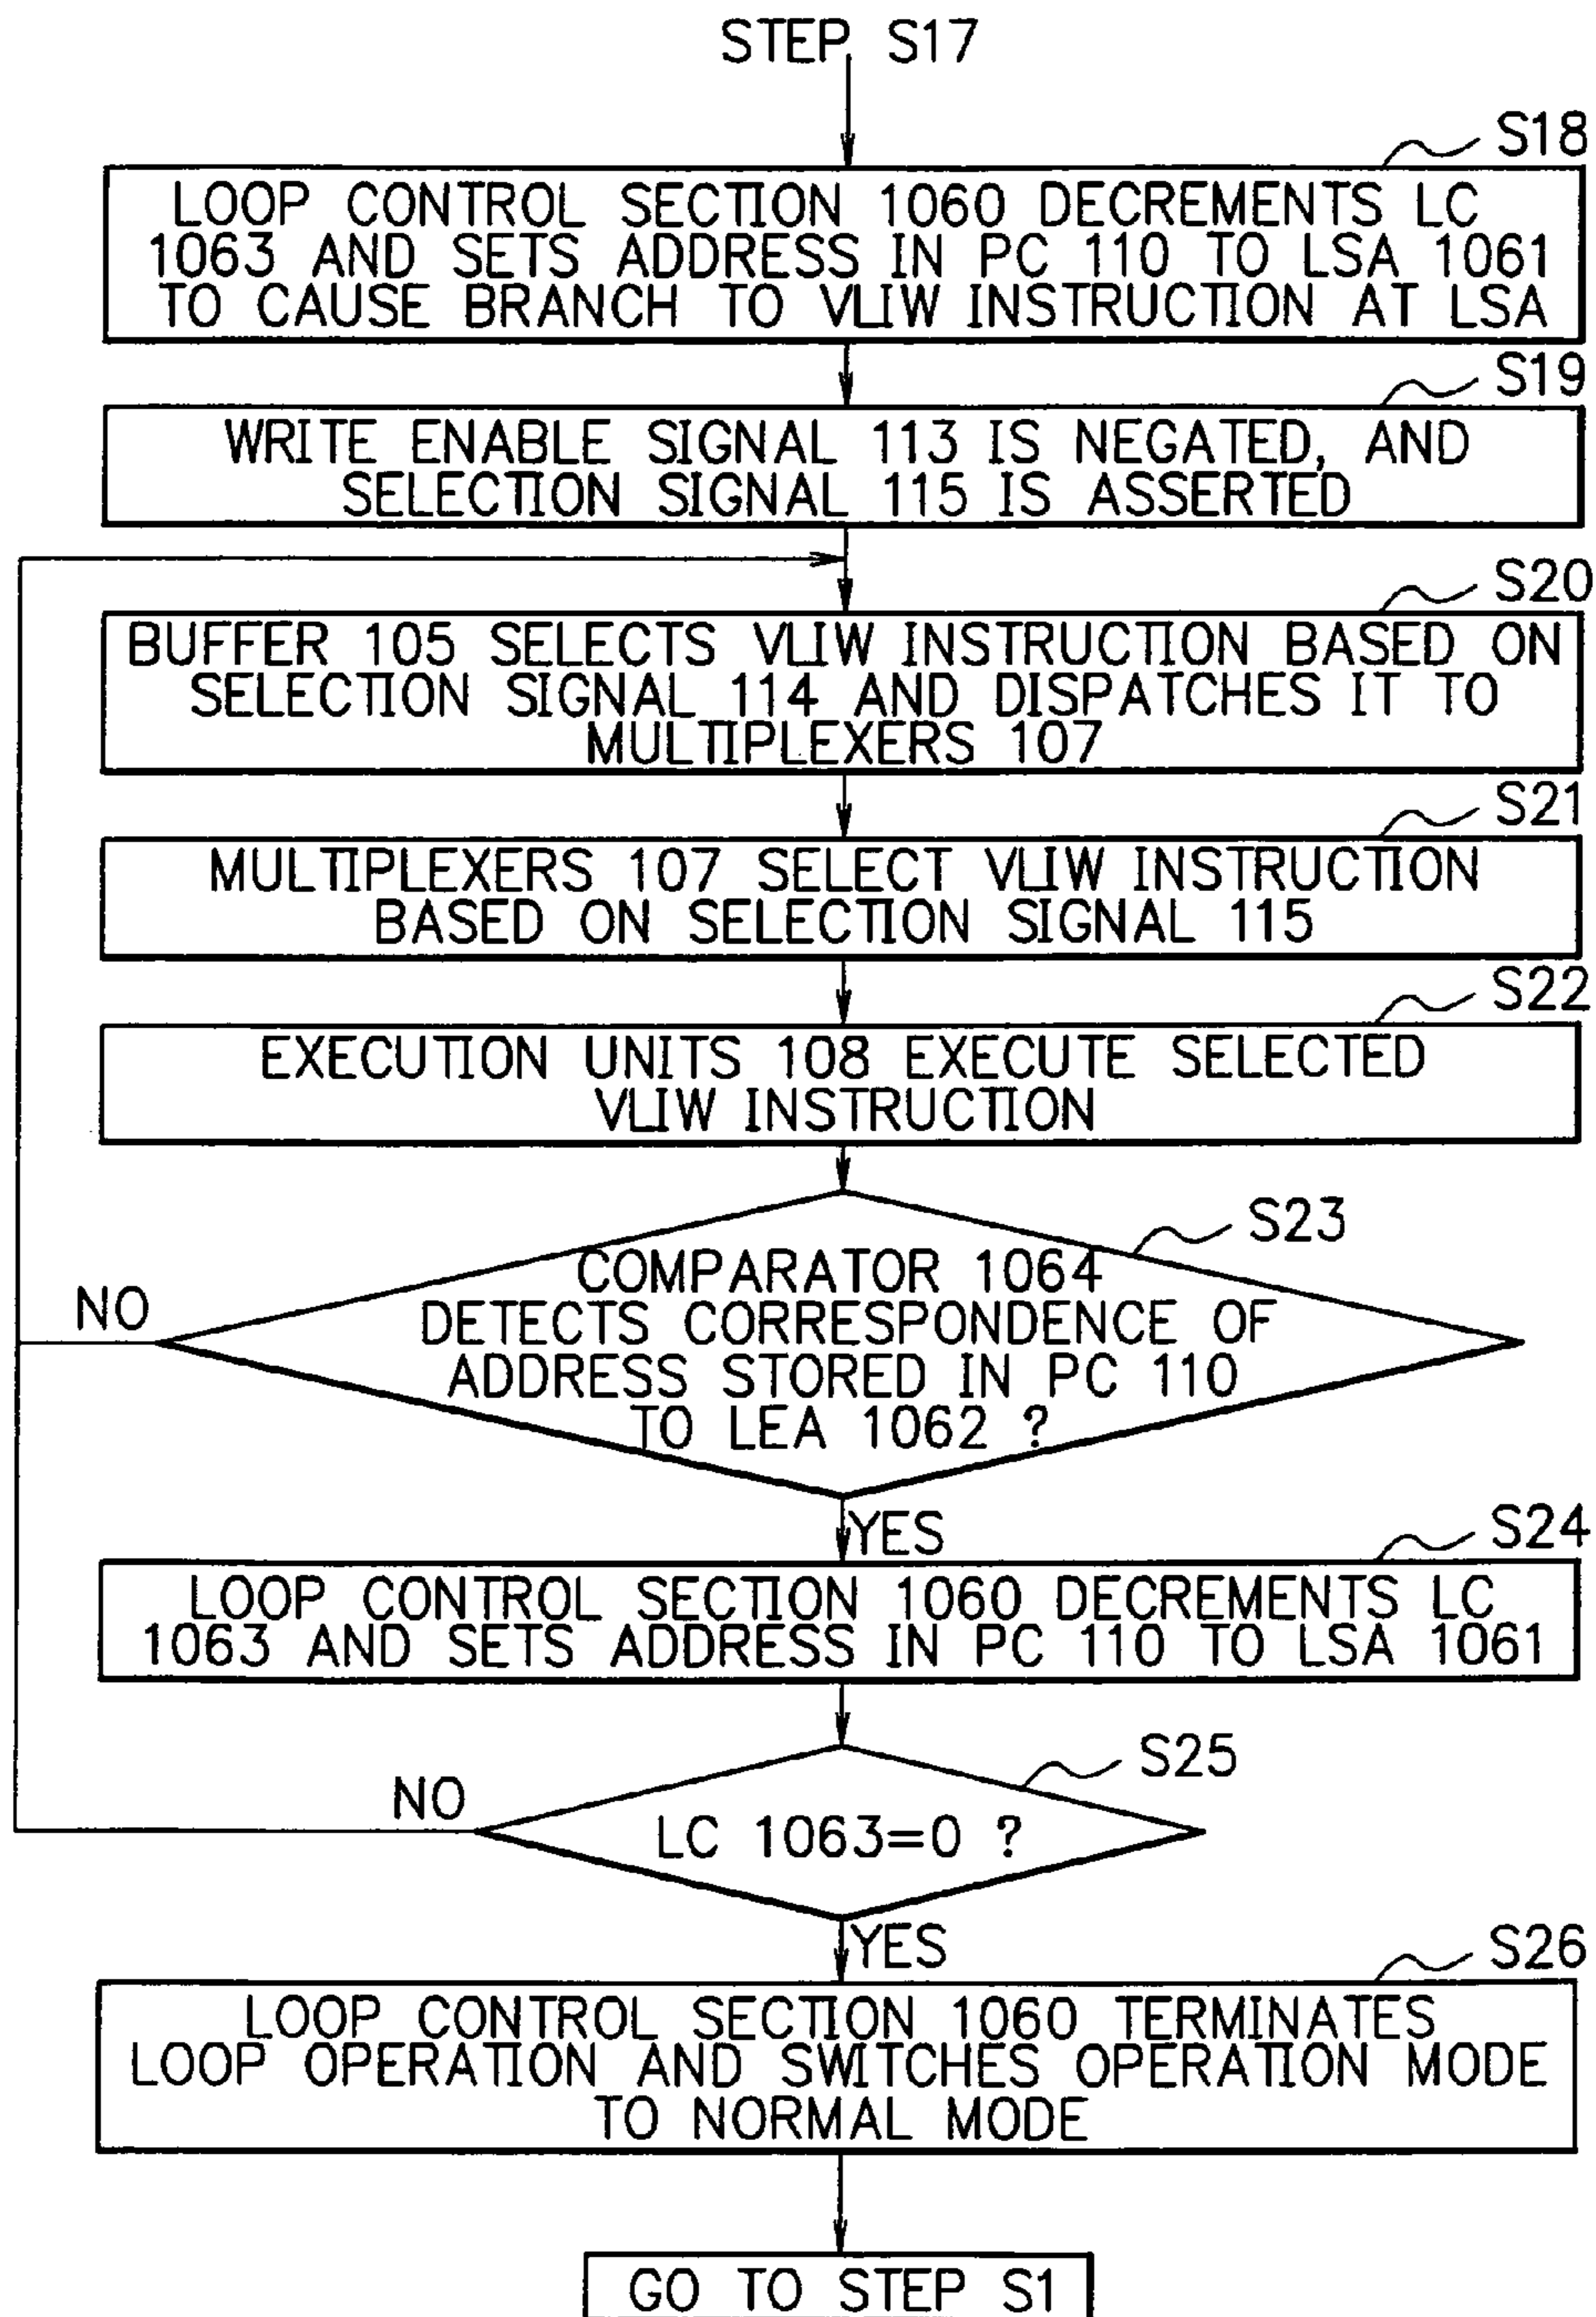 STEP S17
S18
LOOP CONTROL SECTION 1060 DECREMENTS LC
1063 AND SETS ADDRESS IN PC 110 TO LSA 1061
TO CAUSE BRANCH TO VLIW INSTRUCTION AT LSA
S19
WRITE ENABLE SIGNAL 113 IS NEGATED, AND
SELECTION SIGNAL 115 IS ASSERTED
S20
BUFFER 105 SELECTS VLIW INSTRUCTION BASED ON
SELECTION SIGNAL 114 AND DISPATCHES IT TO
MULTIPLEXERS 107
S21
MULTIPLEXERS 107 SELECT VLIW INSTRUCTION
BASED ON SELECTION SIGNAL 115
S22
EXECUTION UNITS 108 EXECUTE SELECTED
VLIW INSTRUCTION
S23
COMPARATOR 1064
DETECTS CORRESPONDENCE OF
ADDRESS STORED IN PC 110
TO LEA 1062 ?
NO
YES
S24
LOOP CONTROL SECTION 1060 DECREMENTS LC
1063 AND SETS ADDRESS IN PC 110 TO LSA 1061
S25
LC 1063=0 ?
NO
YES
S26
LOOP CONTROL SECTION 1060 TERMINATES
LOOP OPERATION AND SWITCHES OPERATION MODE
TO NORMAL MODE
GO TO STEP S1